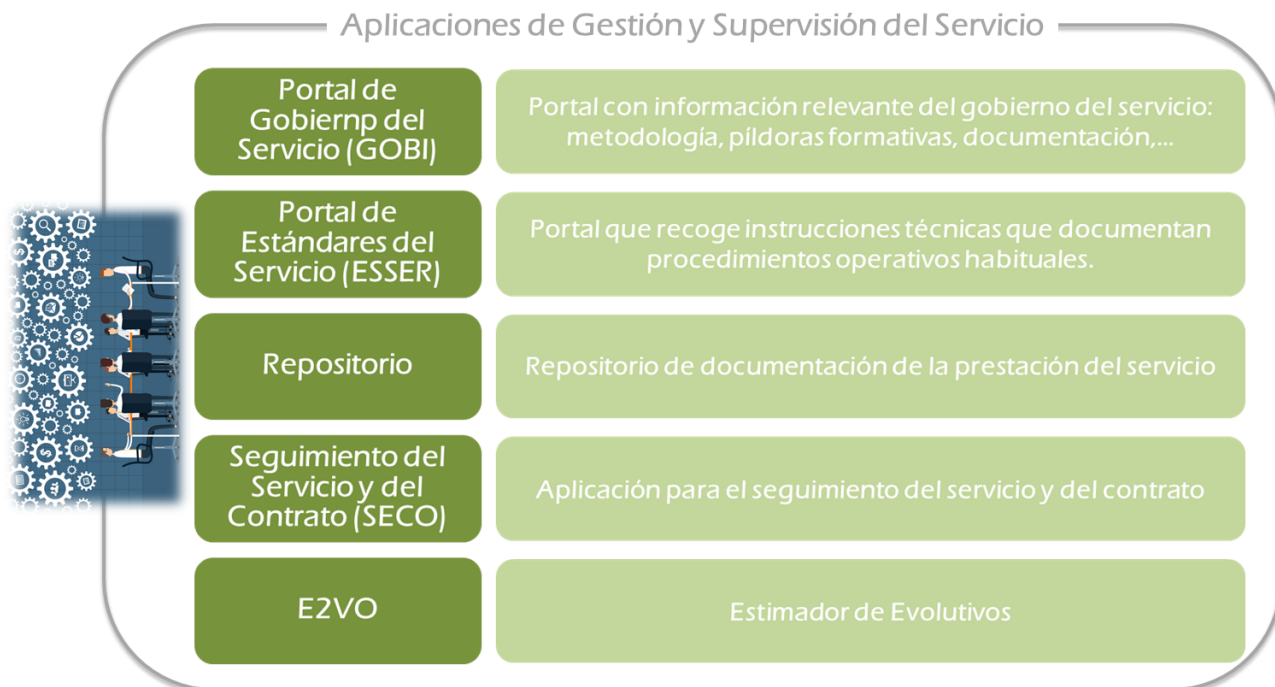 Aplicaciones de Gestión y Supervisión del Servicio
Portal de
Gobiernp del
Servicio (GOBI)
Portal con información relevante del gobierno del servicio:
metodología, píldoras formativas, documentación,...
Portal de
Estándares del
Servicio (ESSER)
Portal que recoge instrucciones técnicas que documentan
procedimientos operativos habituales.
Repositorio
Repositorio de documentación de la prestación del servicio
Seguimiento del
Servicio y del
Contrato (SECO)
Aplicación para el seguimiento del servicio y del contrato
E2VO
Estimador de Evolutivos